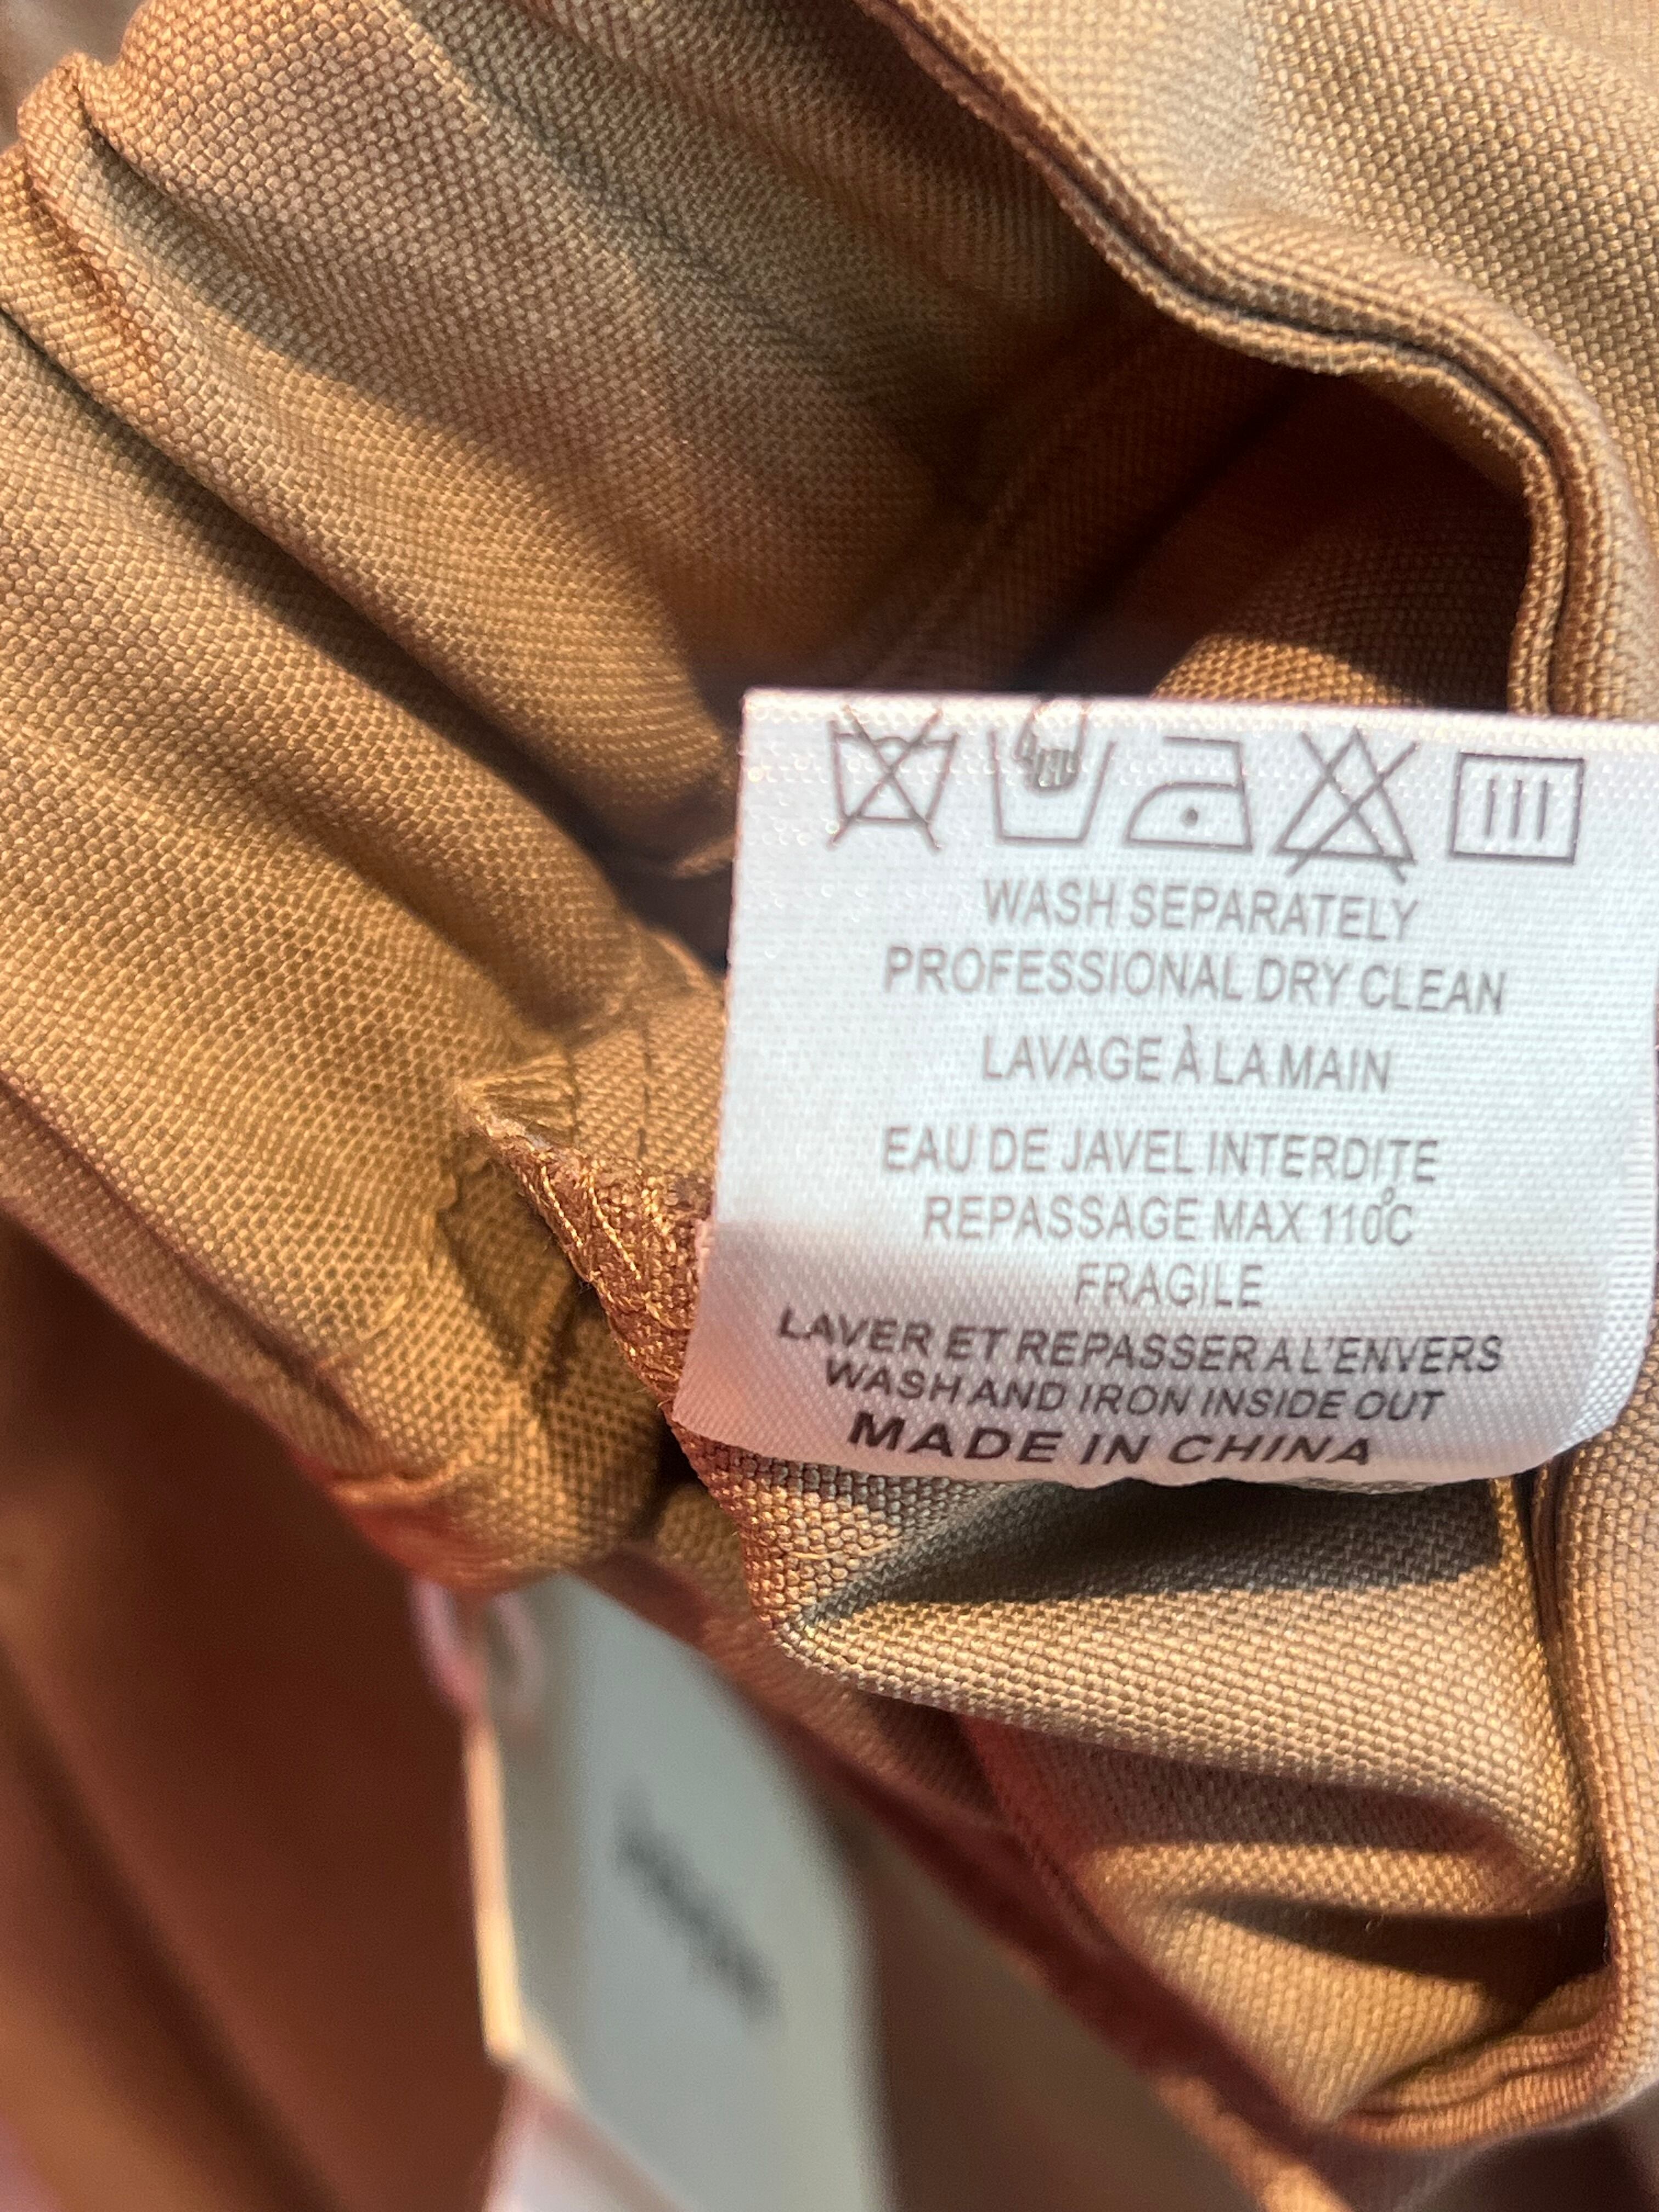 WASH SEPARATELY
PROFESSIONAL DRY CLEAN
LAVAGE À LA MAIN
EAU DE JAVEL INTERDITE
REPASSAGE MAX 110°C
FRAGILE
LAVER ET REPASSER A L'ENVERS
WASH AND IRON INSIDE OUT
MADE IN CHINA